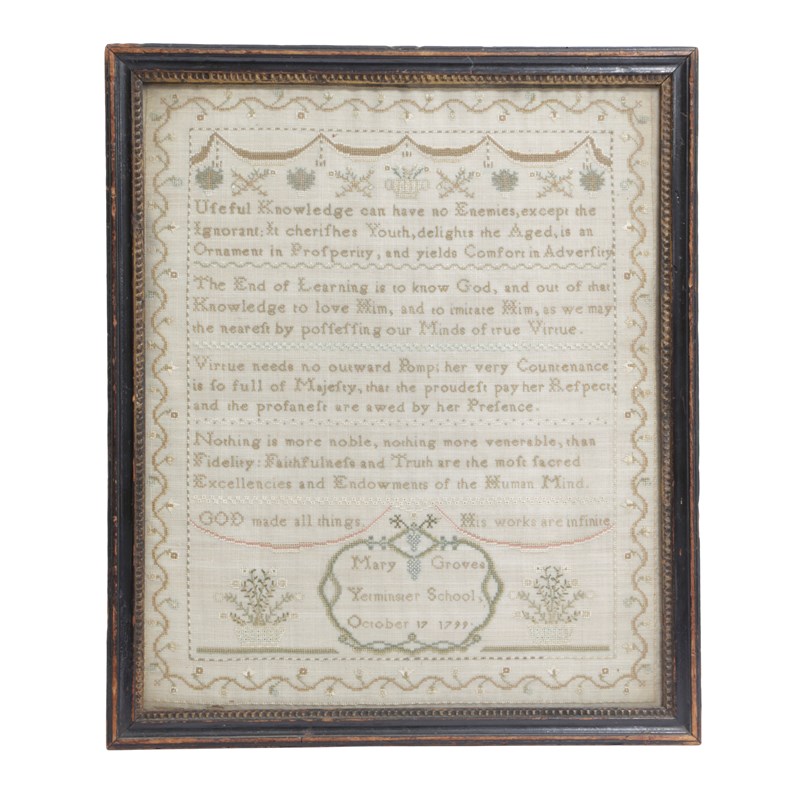 Uſeful Knowledge can have no Enemies, except the
Ignorant: It cheriſhes Youth, delights the Aged, is an
Ornament in Proſperity, and yields Comfort in Adverſity
The End of Learning is to know God, and out of that
Knowledge to love Him, and to imitate Him, as we may
the neareſt by poſſeſſing our Minds of true Virtue.
Virtue needs no outward Pomp; her very Countenance
is ſo full of Majeſty, that the proudeſt pay her Reſpect,
and the profaneſt are awed by her Preſence.
Nothing is more noble, nothing more venerable, than
Fidelity: Faithfulneſs and Truth are the moſt ſacred
Excellencies and Endowments of the Human Mind.
GOD made all things, His works are infinite
Mary Groves
Yetminster School,
October 17 1799.